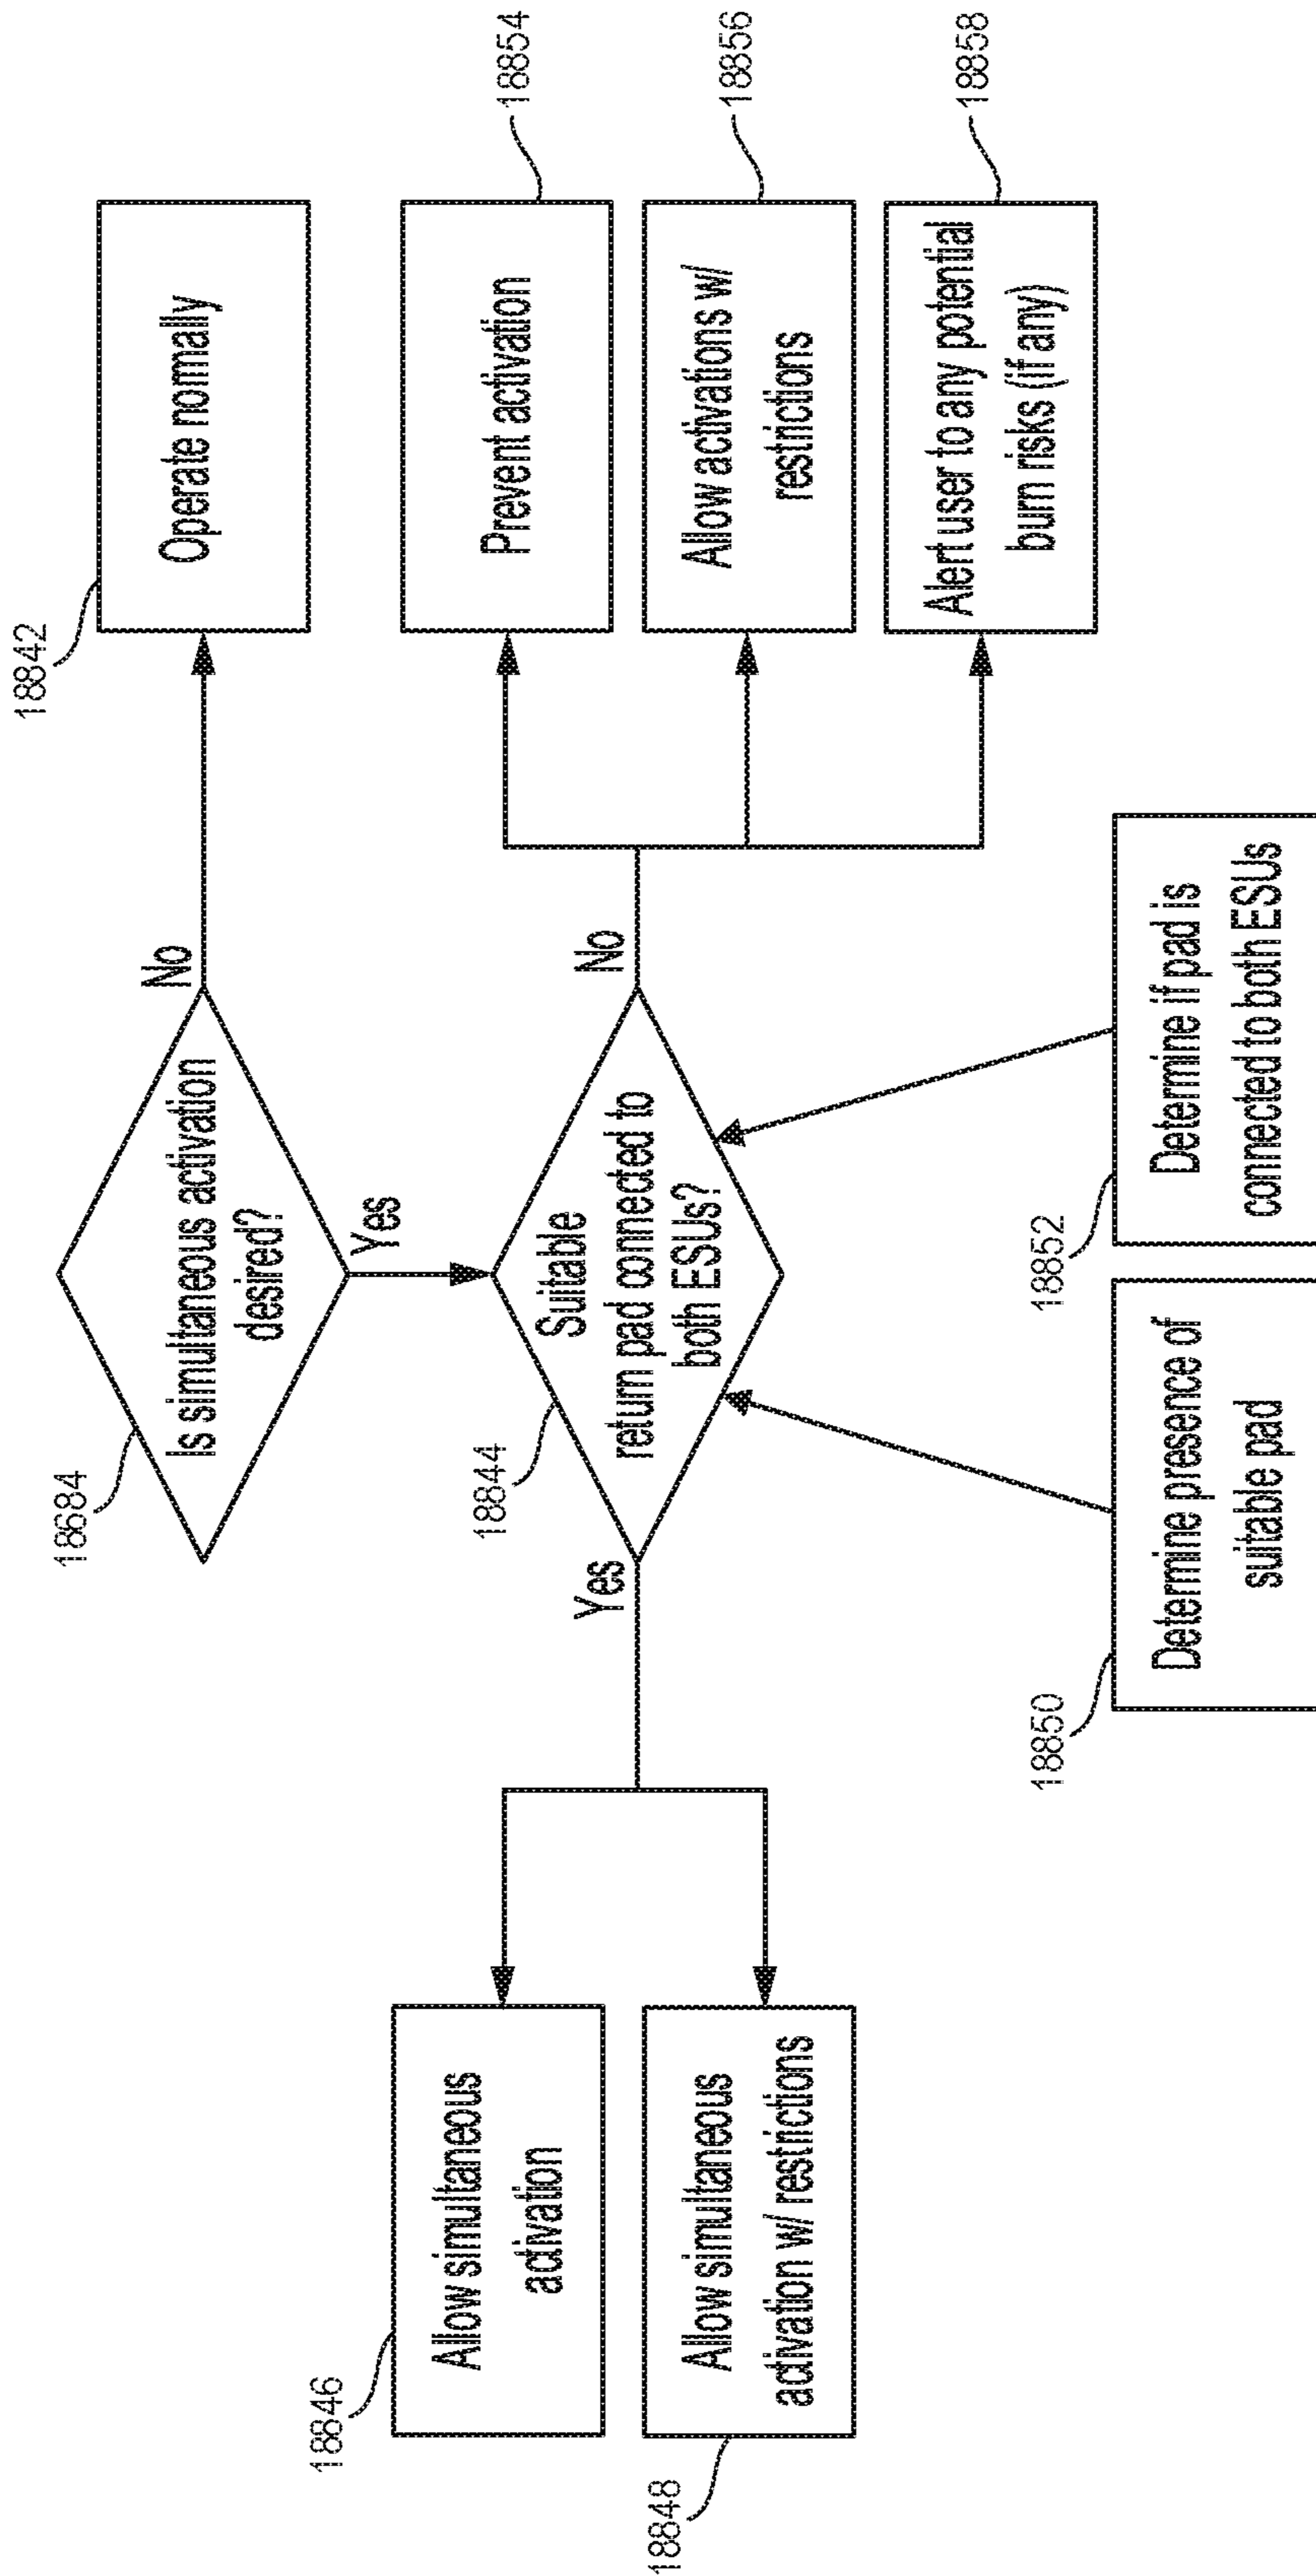 18684
Is simultaneous activation
desired?
No
18842
Operate normally
Yes
18844
Suitable
return pad connected to
both ESUs?
Yes
No
18846
Allow simultaneous
activation
18848
Allow simultaneous
activation w/ restrictions
18854
Prevent activation
18856
Allow activations w/
restrictions
18858
Alert user to any potential
burn risks (if any)
18850
Determine presence of
suitable pad
18852
Determine if pad is
connected to both ESUs